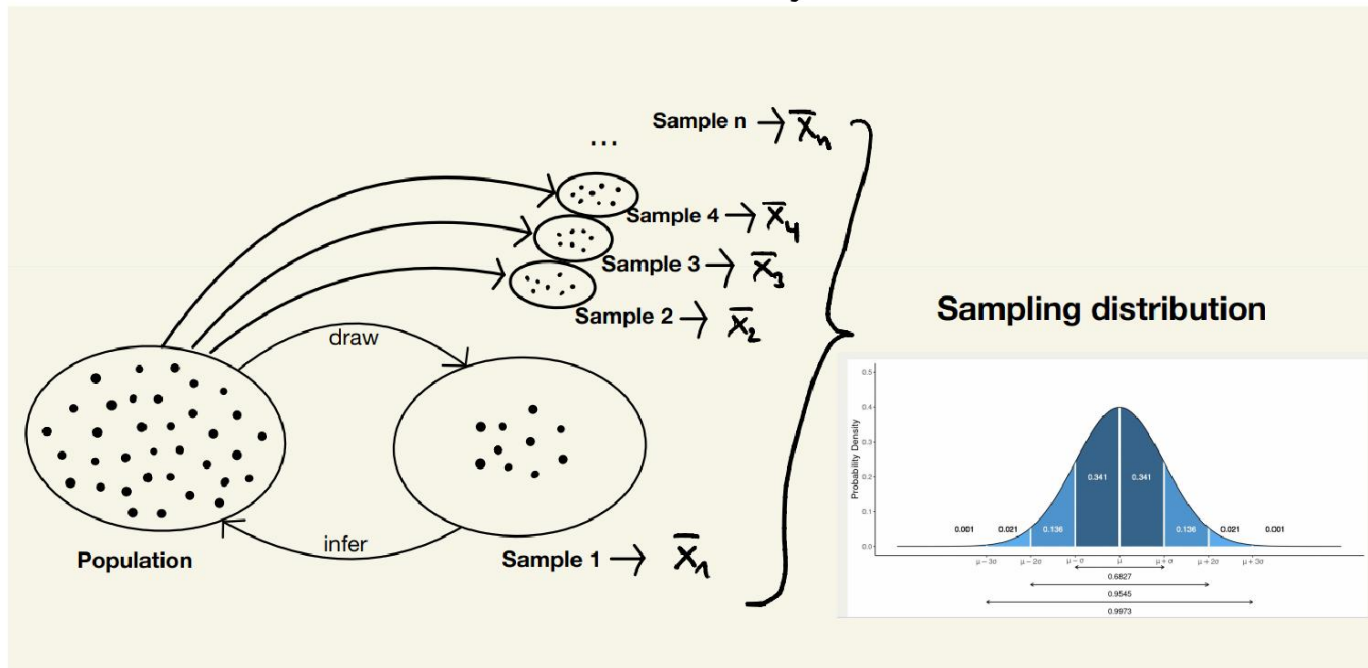 ... Sample n → x̄ₙ
Sample 4 → x̄₄
Sample 3 → x̄₃
Sample 2 → x̄₂
draw
Population
infer
Sample 1 → x̄₁
Sampling distribution
Probability Density
0.5
0.4
0.3
0.2
0.1
0.0
0.341 0.341
0.001 0.021 0.136 0.136 0.021 0.001
μ − 3σ μ − 2σ μ − σ μ μ + σ μ + 2σ μ + 3σ
0.6827
0.9545
0.9973